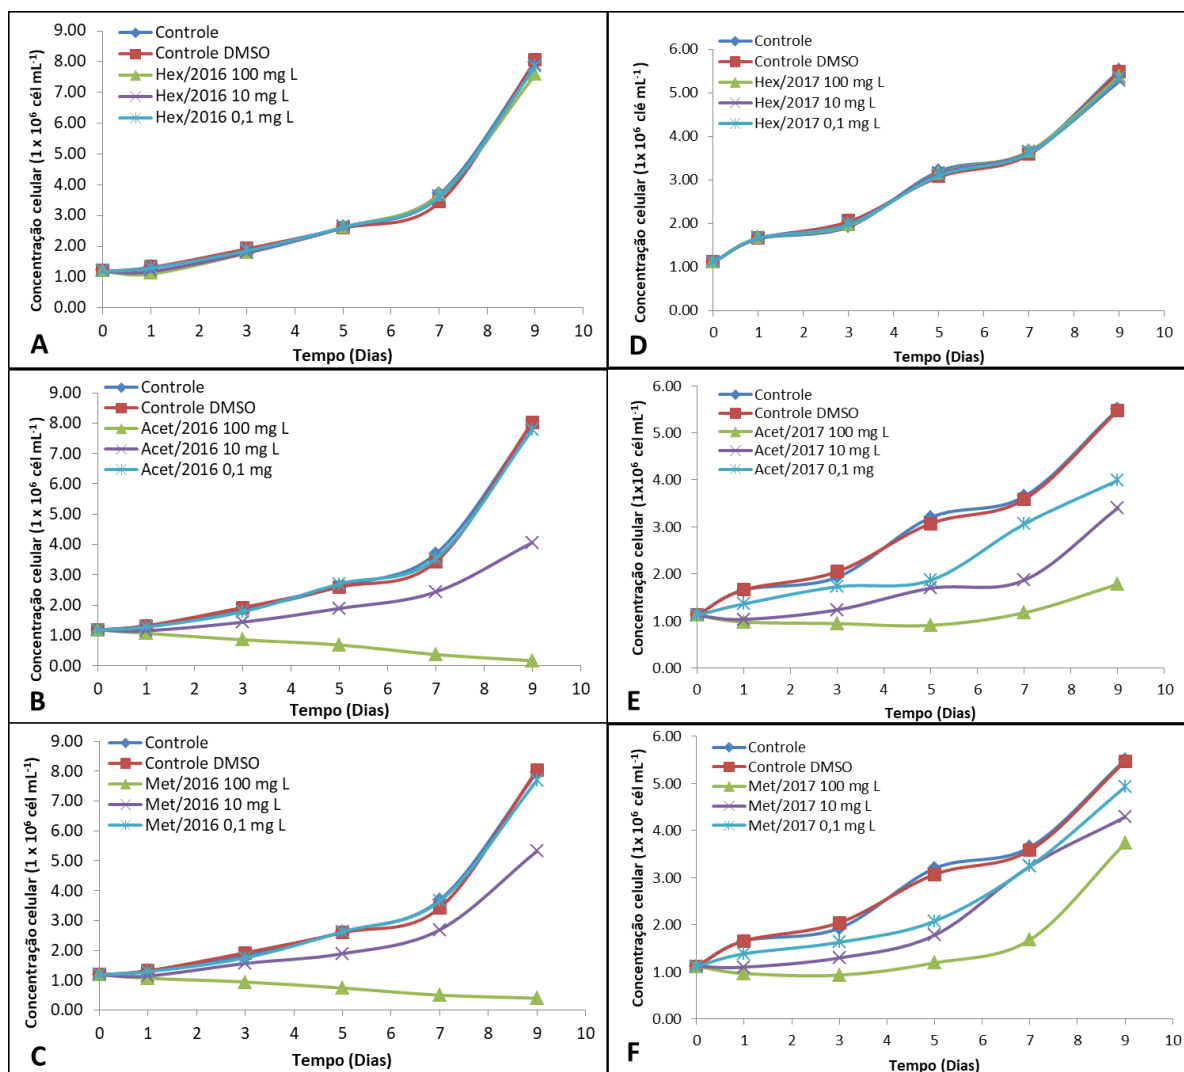 Concentração celular (1 x 10⁶ cél mL⁻¹)
9.00
8.00
7.00
6.00
5.00
4.00
3.00
2.00
1.00
0.00
Controle
Controle DMSO
Hex/2016 100 mg L
Hex/2016 10 mg L
Hex/2016 0,1 mg L
0 1 2 3 4 5 6 7 8 9 10
Tempo (Dias)
A
Concentração celular (1 x 10⁶ clé mL⁻¹)
6.00
5.00
4.00
3.00
2.00
1.00
0.00
Controle
Controle DMSO
Hex/2017 100 mg L
Hex/2017 10 mg L
Hex/2017 0,1 mg L
0 1 2 3 4 5 6 7 8 9 10
Tempo (Dias)
D
Concentração celular (1 x 10⁶ cél mL⁻¹)
9.00
8.00
7.00
6.00
5.00
4.00
3.00
2.00
1.00
0.00
Controle
Controle DMSO
Acet/2016 100 mg L
Acet/2016 10 mg L
Acet/2016 0,1 mg
0 1 2 3 4 5 6 7 8 9 10
Tempo (Dias)
B
Concentração celular (1x10⁶ cél mL⁻¹)
6.00
5.00
4.00
3.00
2.00
1.00
0.00
Controle
Controle DMSO
Acet/2017 100 mg L
Acet/2017 10 mg L
Acet/2017 0,1 mg
0 1 2 3 4 5 6 7 8 9 10
Tempo (Dias)
E
Concentração celular (1 x 10⁶ cél mL⁻¹)
9.00
8.00
7.00
6.00
5.00
4.00
3.00
2.00
1.00
0.00
Controle
Controle DMSO
Met/2016 100 mg L
Met/2016 10 mg L
Met/2016 0,1 mg L
0 1 2 3 4 5 6 7 8 9 10
Tempo (Dias)
C
Concentração celular (1x 10⁶ cél mL⁻¹)
6.00
5.00
4.00
3.00
2.00
1.00
0.00
Controle
Controle DMSO
Met/2017 100 mg L
Met/2017 10 mg L
Met/2017 0,1 mg L
0 1 2 3 4 5 6 7 8 9 10
Tempo (Dias)
F